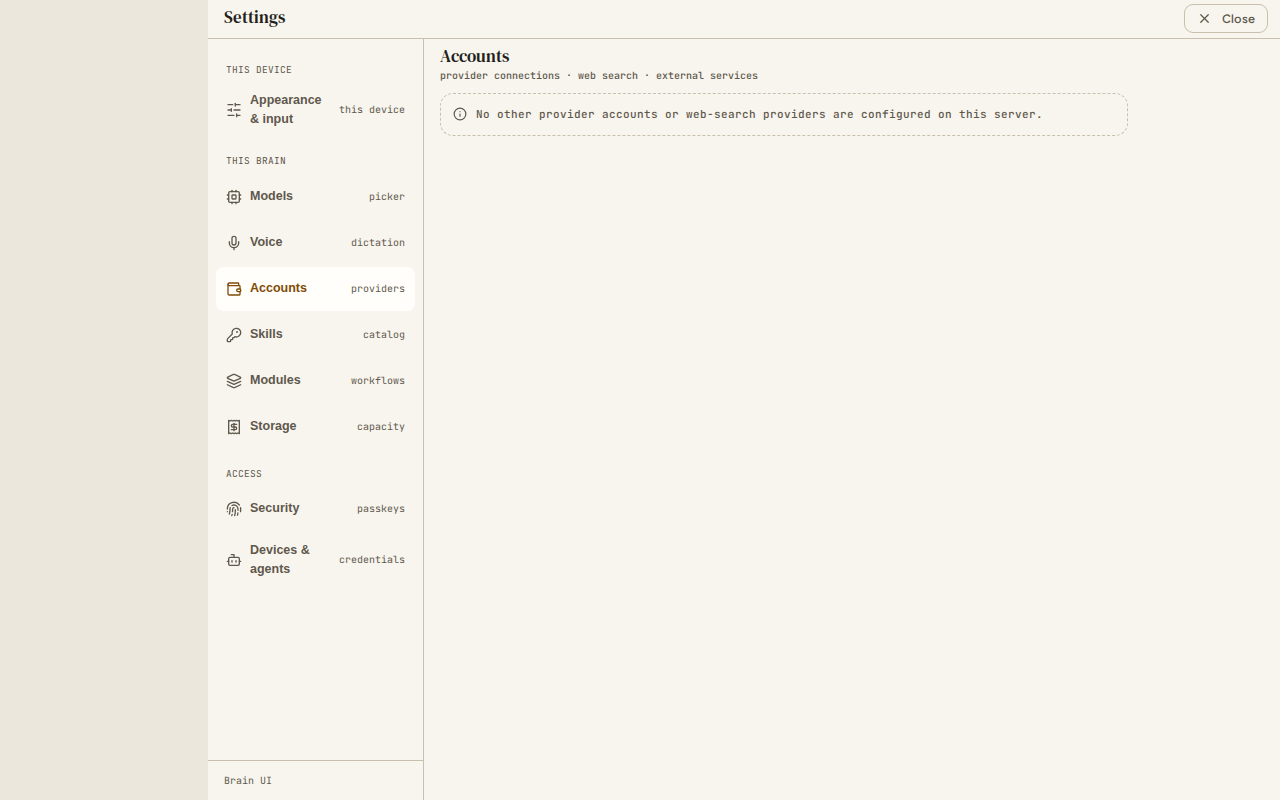 Settings
Close
THIS DEVICE
Appearance
& input
this device
THIS BRAIN
Models
picker
Voice
dictation
Accounts
providers
Skills
catalog
Modules
workflows
Storage
capacity
ACCESS
Security
passkeys
Devices &
agents
credentials
Brain UI
Accounts
provider connections · web search · external services
No other provider accounts or web-search providers are configured on this server.